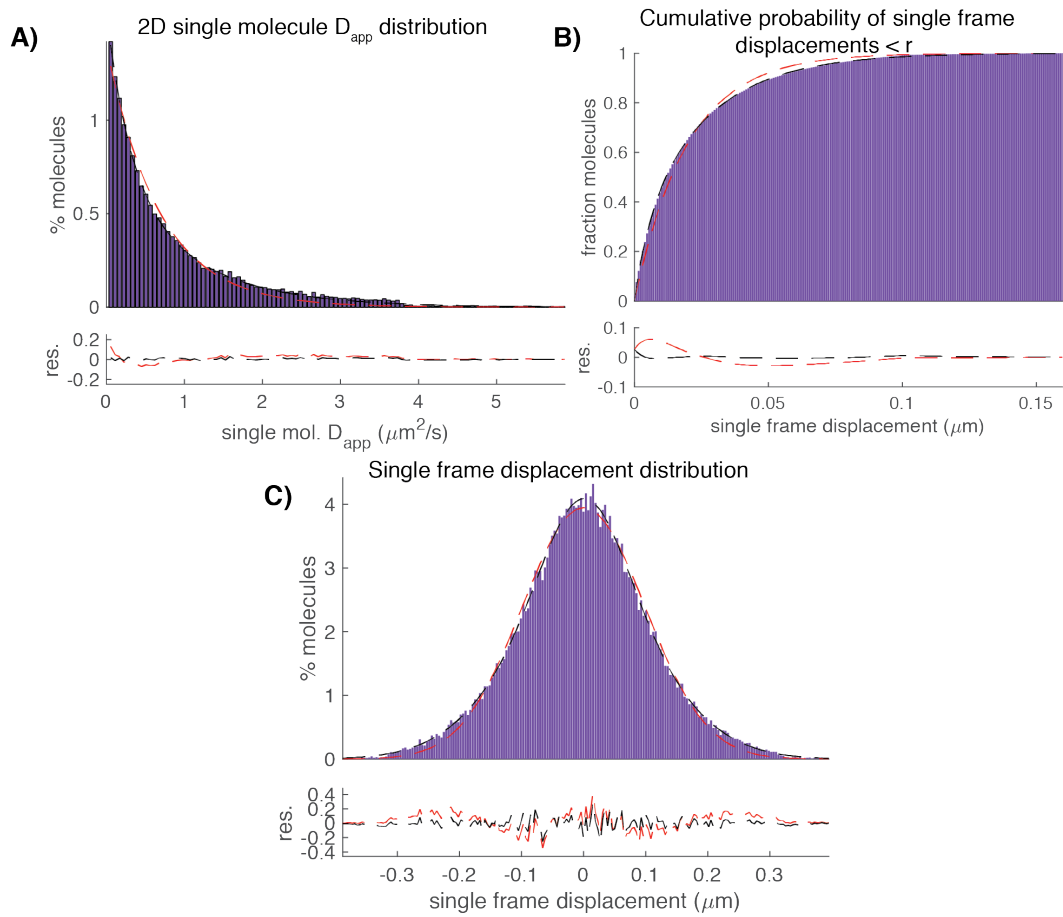 A)
2D single molecule Dapp distribution
% molecules
1
0.5
0
res.
0.2
0
-0.2
0 1 2 3 4 5
single mol. Dapp (μm2/s)
B)
Cumulative probability of single frame
displacements < r
fraction molecules
1.0
0.8
0.6
0.4
0.2
0
res.
0.1
0
-0.1
0 0.05 0.1 0.15
single frame displacement (μm)
C)
Single frame displacement distribution
% molecules
4
3
2
1
0
res.
0.4
0.2
0
-0.2
-0.4
-0.3 -0.2 -0.1 0 0.1 0.2 0.3
single frame displacement (μm)